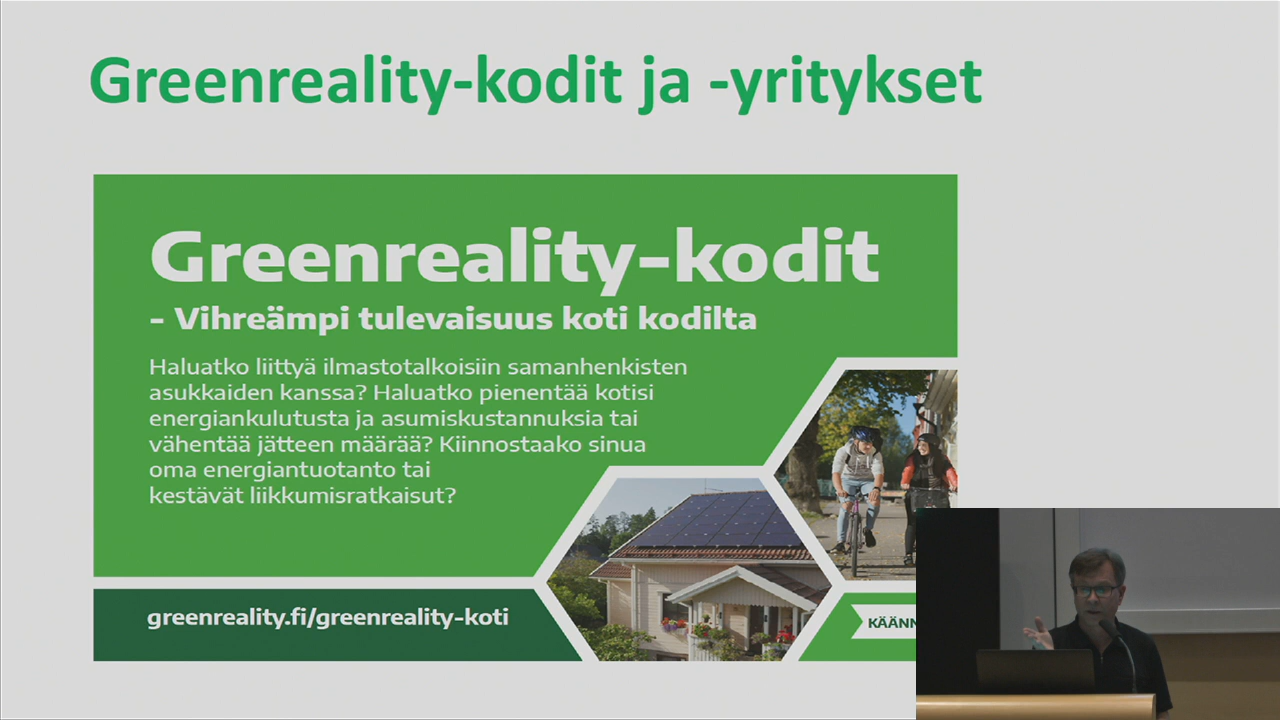 Greenreality-kodit ja -yritykset
Greenreality-kodit
- Vihreämpi tulevaisuus koti kodilta
Haluatko liittyä ilmastotalkoisiin samanhenkisten
asukkaiden kanssa? Haluatko pienentää kotisi
energiankulutusta ja asumiskustannuksia tai
vähentää jätteen määrää? Kiinnostaako sinua
oma energiantuotanto tai
kestävät liikkumisratkaisut?
greenreality.fi/greenreality-koti